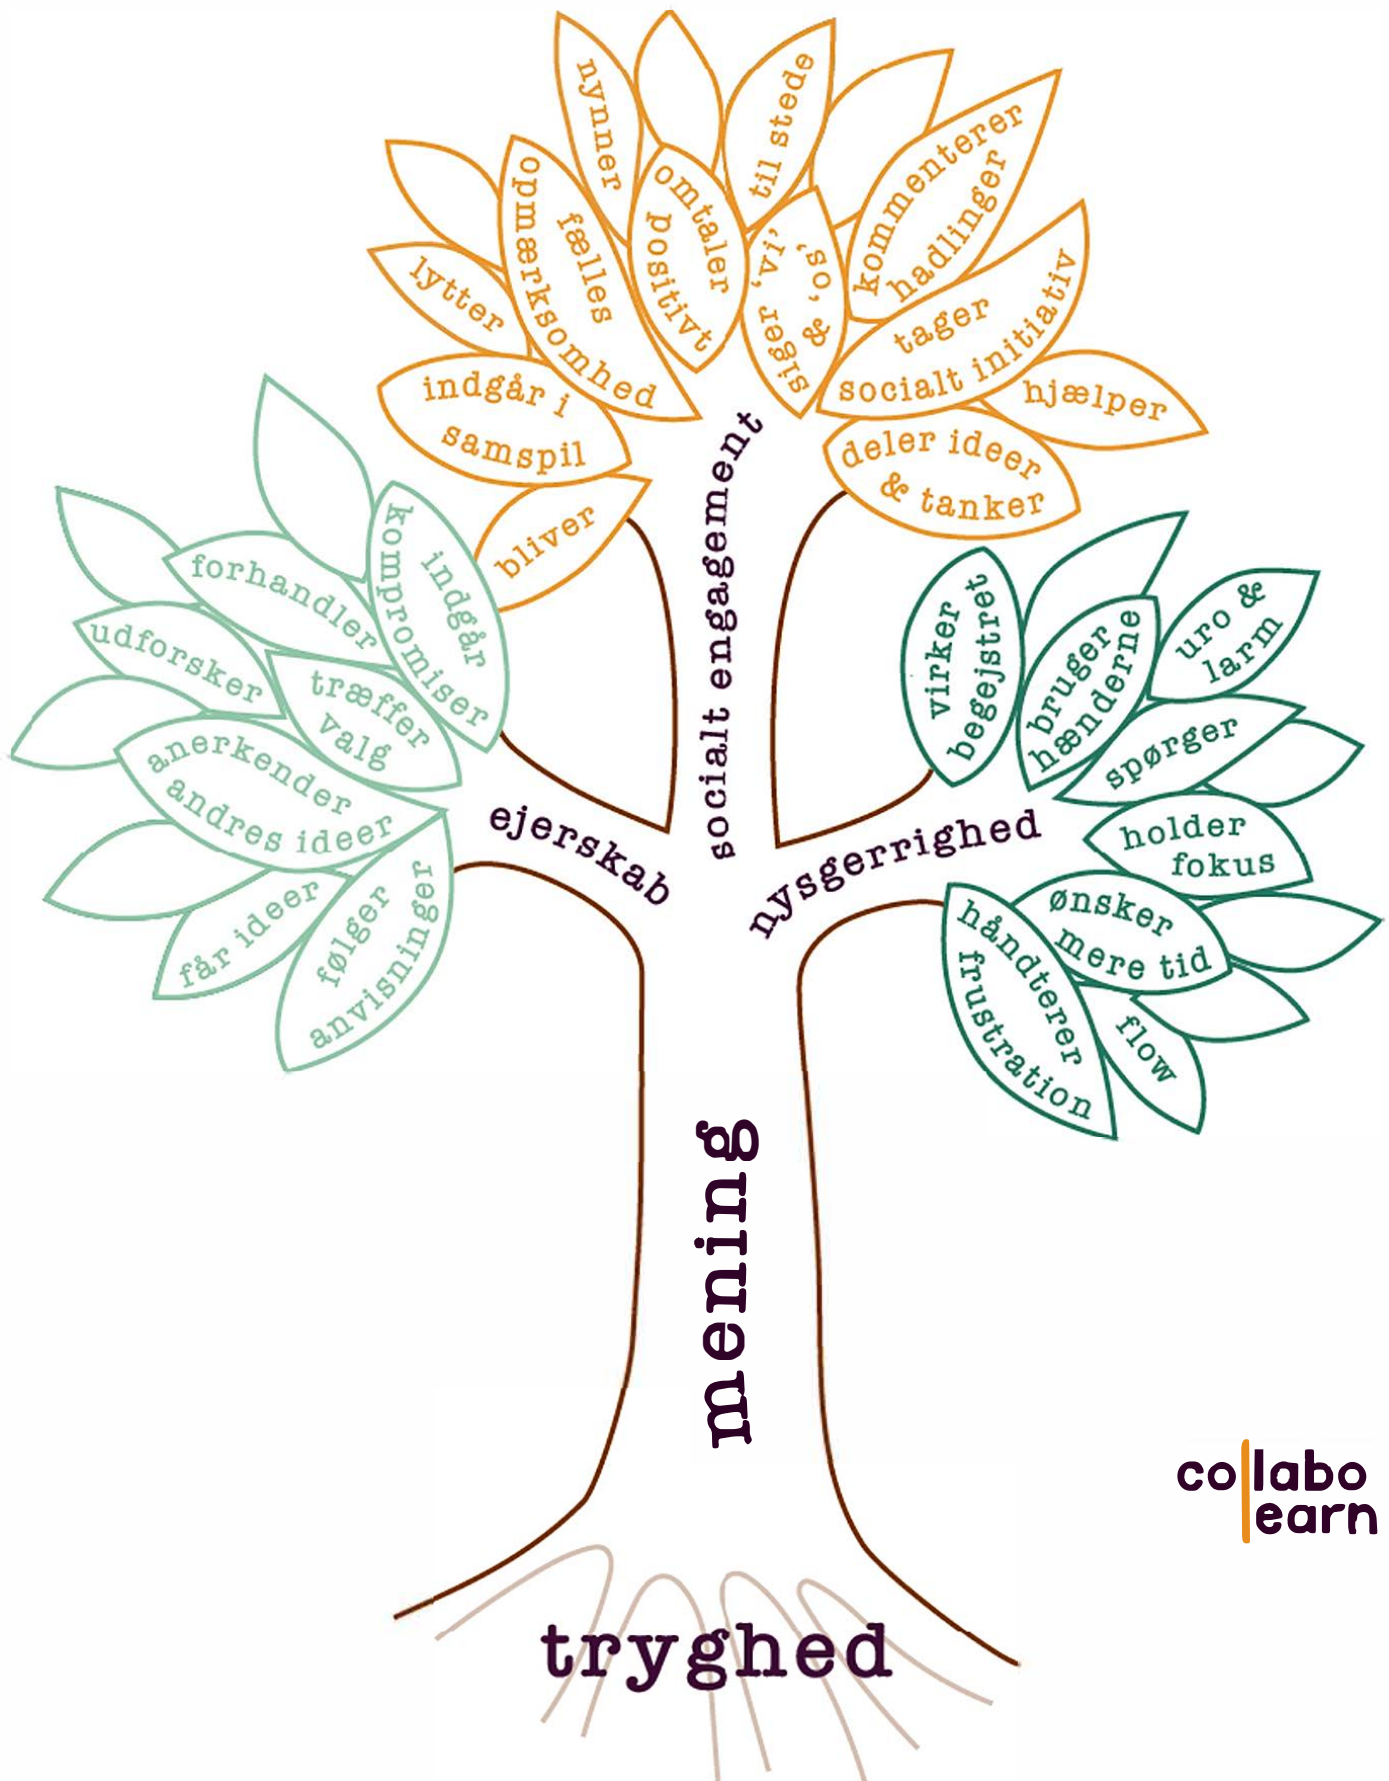 nynner
til stede
kommenterer
hadlinger
opmærksomhed
fælles
omtaler
positivt
siger 'vi'
& 'os'
lytter
tager
socialt initiativ
indgår i
samspil
hjælper
deler ideer
& tanker
bliver
socialt engagement
indgår
kompromiser
forhandler
udforsker
træffer
valg
anerkender
andres ideer
får ideer
følger
anvisninger
ejerskab
virker
begejstret
bruger
hænderne
uro &
larm
spørger
holder
fokus
ønsker
mere tid
håndterer
frustration
flow
nysgerrighed
mening
tryghed
collabo
learn